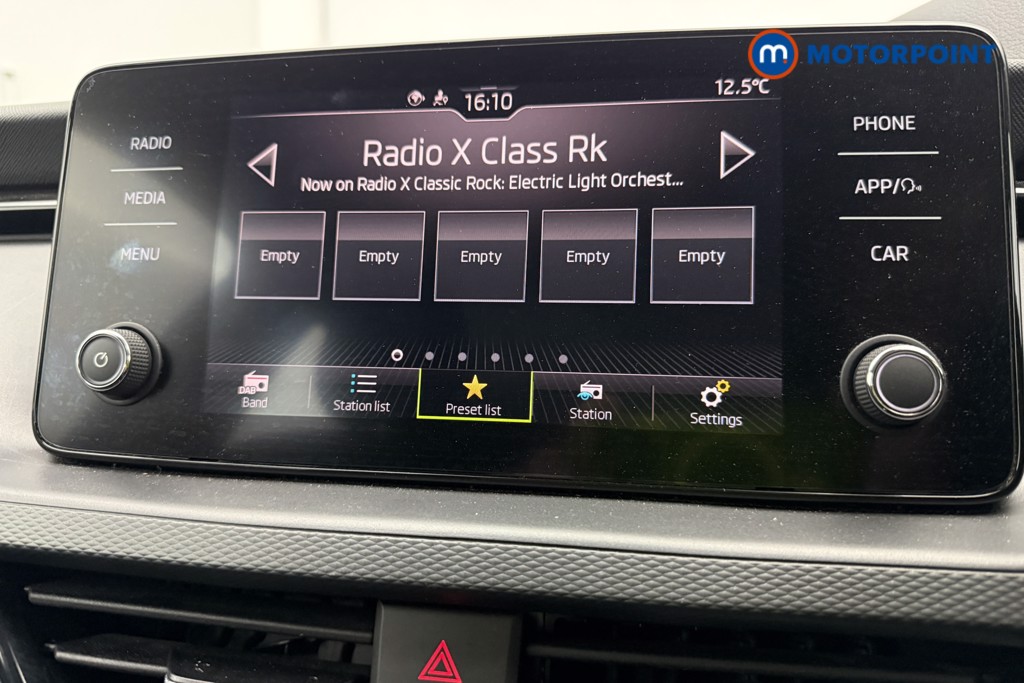 m. MOTORPOINT
16:10
12.5°C
RADIO
MEDIA
MENU
Radio X Class Rk
Now on Radio X Classic Rock: Electric Light Orchest...
Empty Empty Empty Empty Empty
DAB
Band Station list Preset list Station Settings
PHONE
APP/
CAR